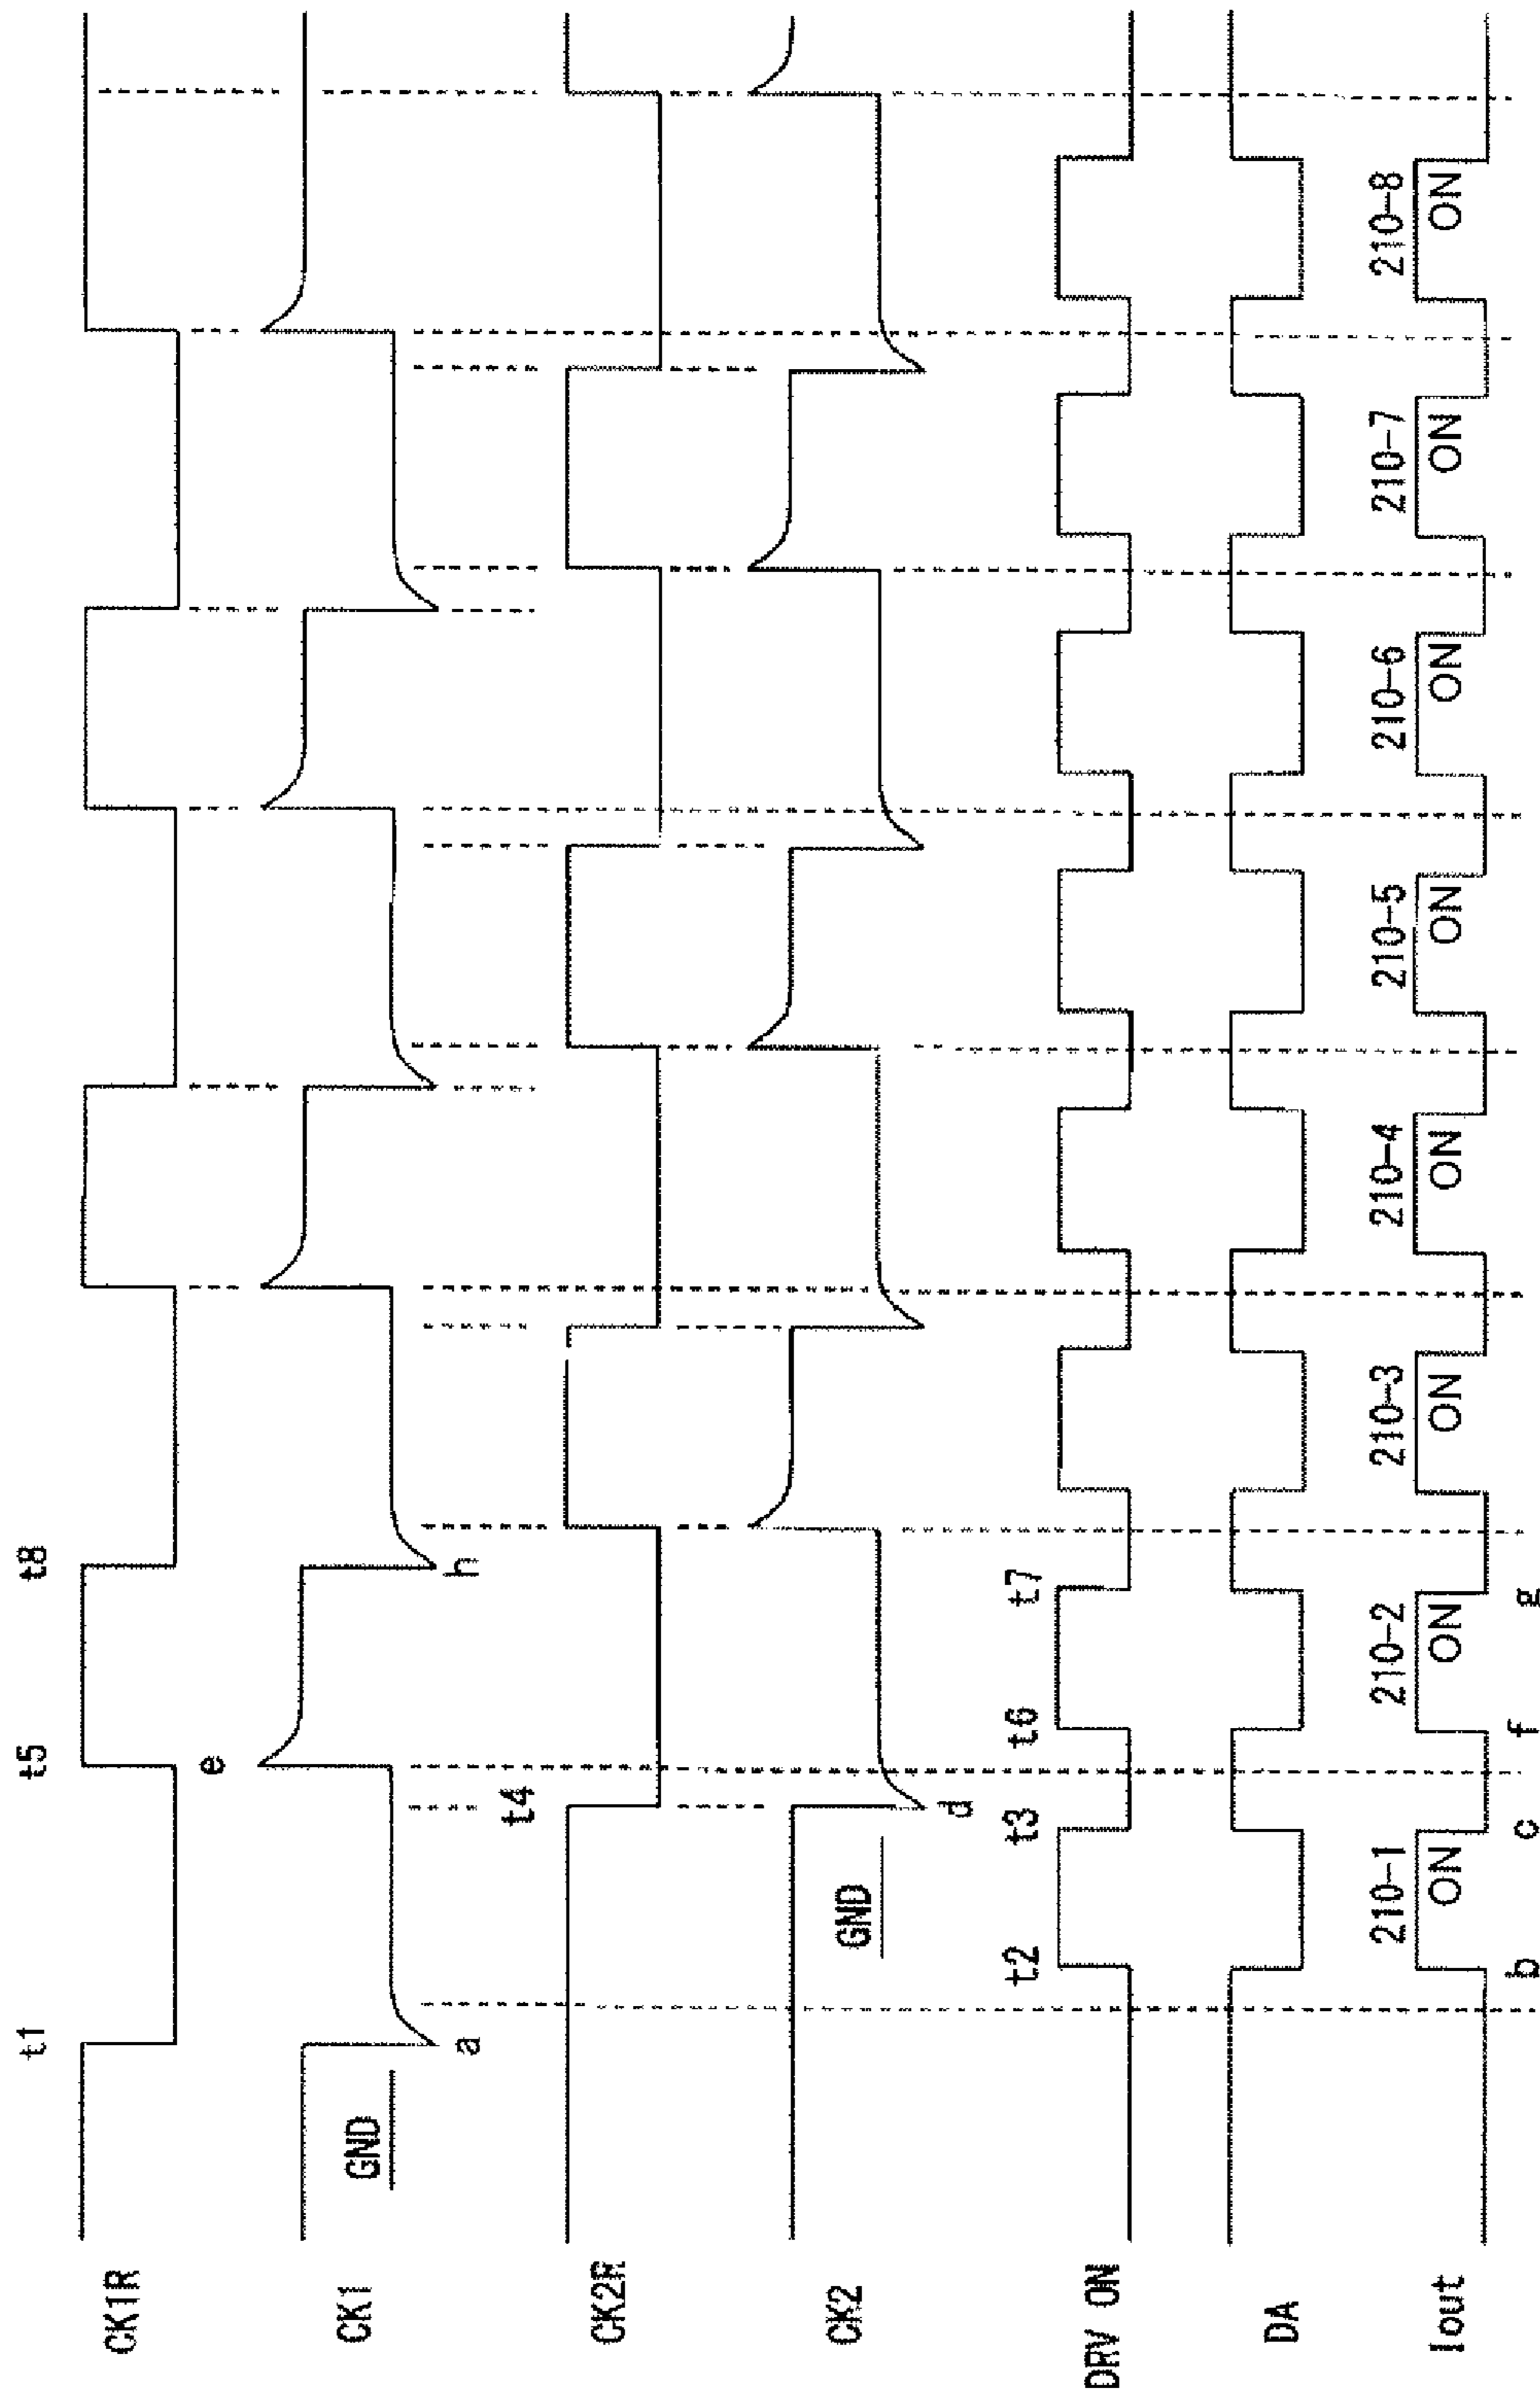 t1
t5
t8
CK1R
e
CK1
GND
a
h
t4
CK2R
CK2
GND
d
t2
t3
t6
t7
DRV ON
DA
210-1
210-2
210-3
210-4
210-5
210-6
210-7
210-8
Iout
ON
ON
ON
ON
ON
ON
ON
ON
b
c
f
g